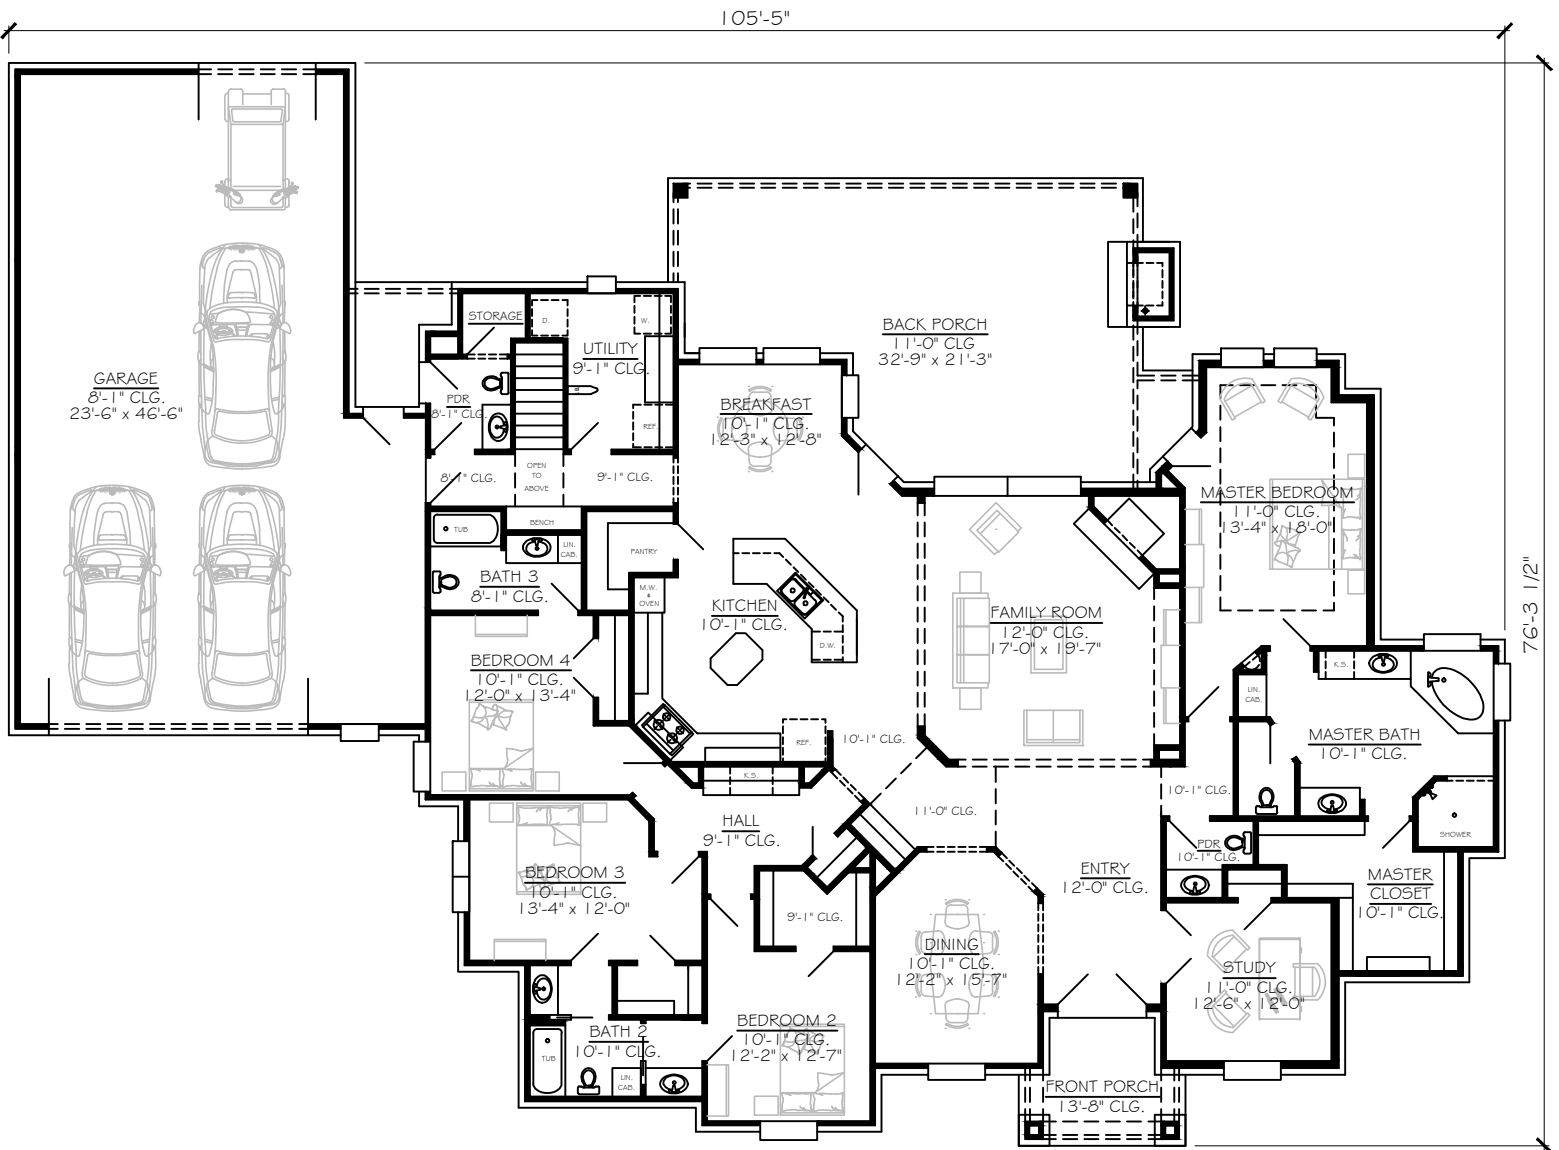 105'-5"
76'-3 1/2"
GARAGE
8'-1" CLG.
23'-6" x 46'-6"
STORAGE
D.
W.
UTILITY
9'-1" CLG.
PDR
8'-1" CLG.
REF.
8'-1" CLG.
OPEN
TO
ABOVE
9'-1" CLG.
BENCH
BACK PORCH
11'-0" CLG
32'-9" x 21'-3"
BREAKFAST
10'-1" CLG.
12'-3" x 12'-8"
MASTER BEDROOM
11'-0" CLG.
13'-4" x 18'-0"
TUB
LIN.
CAB.
BATH 3
8'-1" CLG.
PANTRY
M.W.
&
OVEN
KITCHEN
10'-1" CLG.
D.W.
REF.
FAMILY ROOM
12'-0" CLG.
17'-0" x 19'-7"
BEDROOM 4
10'-1" CLG.
12'-0" x 13'-4"
K.S.
LIN.
CAB.
MASTER BATH
10'-1" CLG.
10'-1" CLG.
K.S.
10'-1" CLG.
11'-0" CLG.
HALL
9'-1" CLG.
SHOWER
PDR
10'-1" CLG.
ENTRY
12'-0" CLG.
MASTER
CLOSET
10'-1" CLG.
BEDROOM 3
10'-1" CLG.
13'-4" x 12'-0"
9'-1" CLG.
DINING
10'-1" CLG.
12'-2" x 15'-7"
STUDY
11'-0" CLG.
12'-6" x 12'-0"
BATH 2
10'-1" CLG.
TUB
LIN.
CAB.
BEDROOM 2
10'-1" CLG.
12'-2" x 12'-7"
FRONT PORCH
13'-8" CLG.